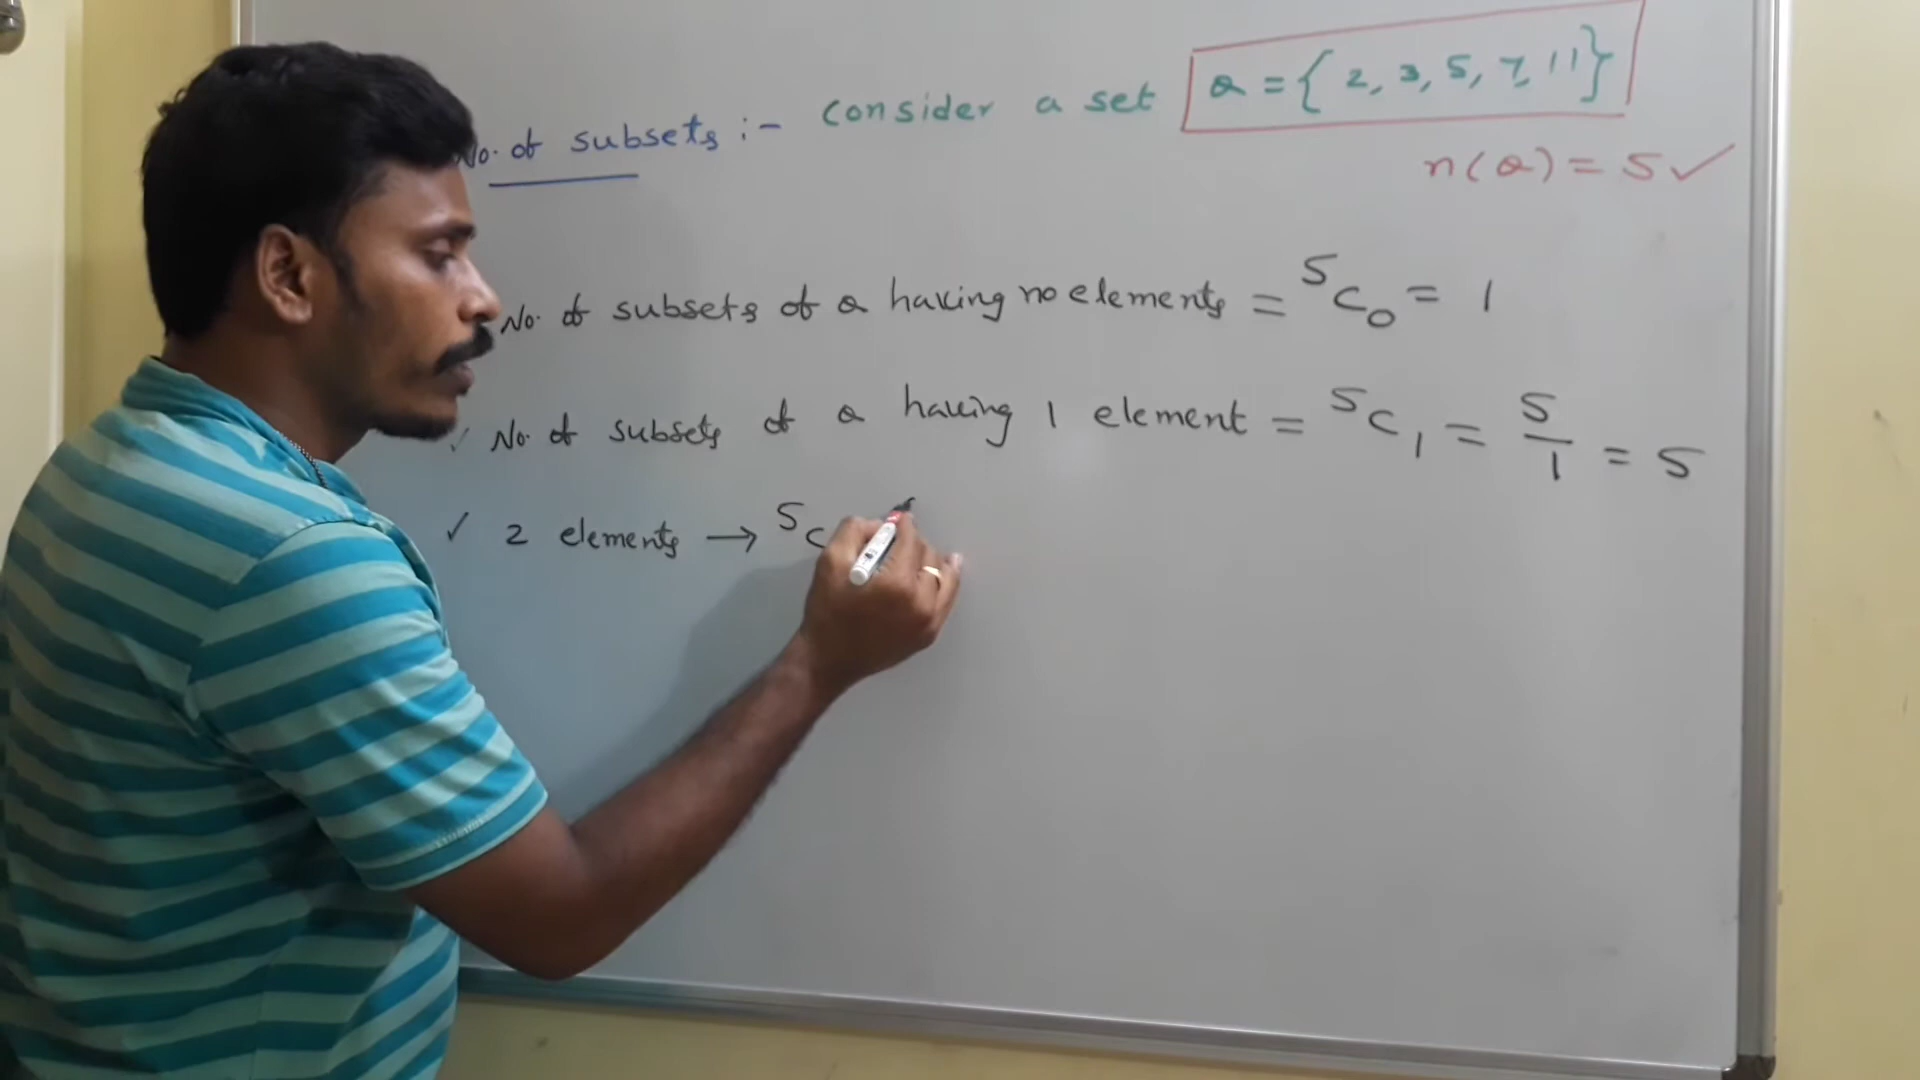 No. of subsets :- consider a set Q = { 2, 3, 5, 7, 11 }
n(Q) = 5 ✓
No. of subsets of Q having no elements = ⁵C₀ = 1
✓ No. of subsets of Q having 1 element = ⁵C₁ = 5/1 = 5
✓ 2 elements → ⁵C